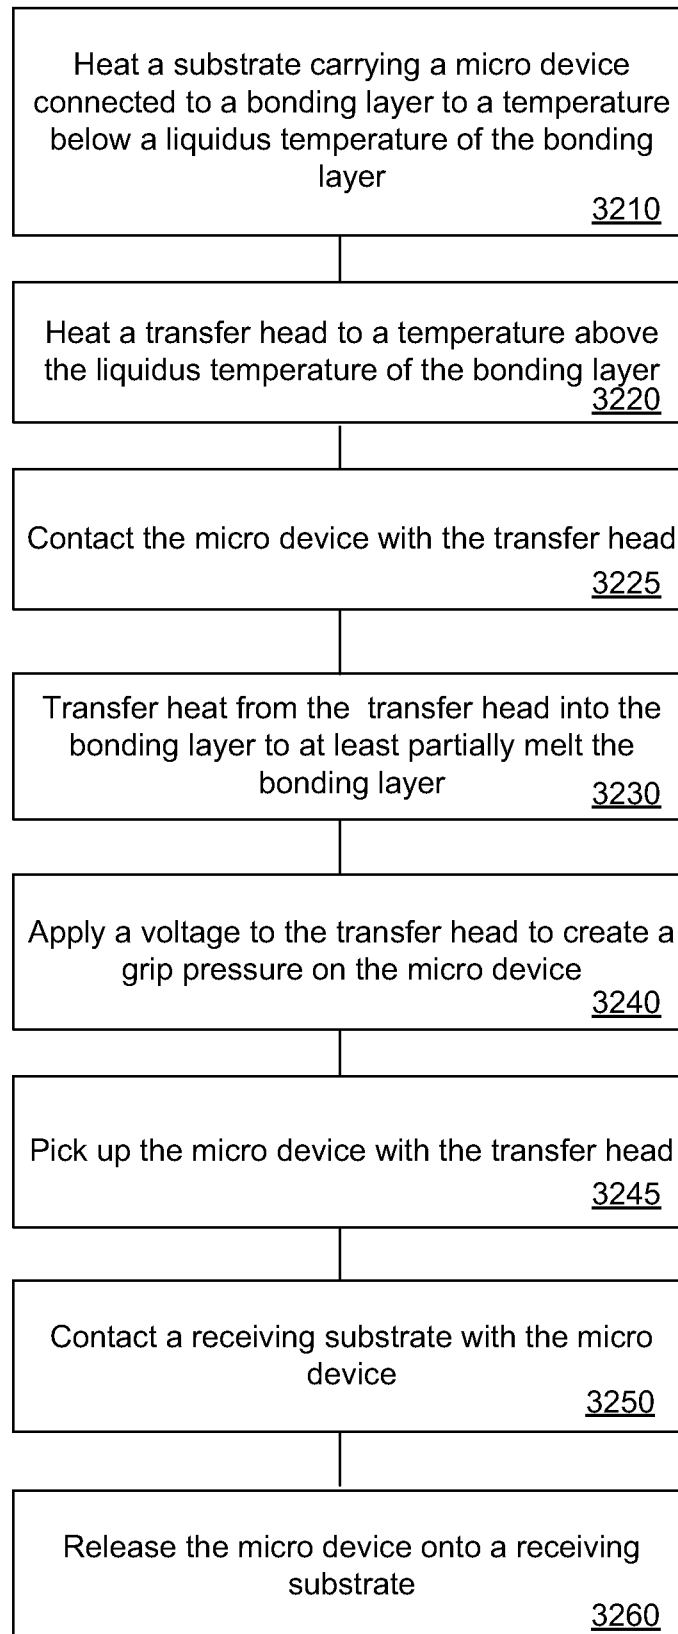 Heat a substrate carrying a micro device
connected to a bonding layer to a temperature
below a liquidus temperature of the bonding
layer
3210
Heat a transfer head to a temperature above
the liquidus temperature of the bonding layer
3220
Contact the micro device with the transfer head
3225
Transfer heat from the transfer head into the
bonding layer to at least partially melt the
bonding layer
3230
Apply a voltage to the transfer head to create a
grip pressure on the micro device
3240
Pick up the micro device with the transfer head
3245
Contact a receiving substrate with the micro
device
3250
Release the micro device onto a receiving
substrate
3260